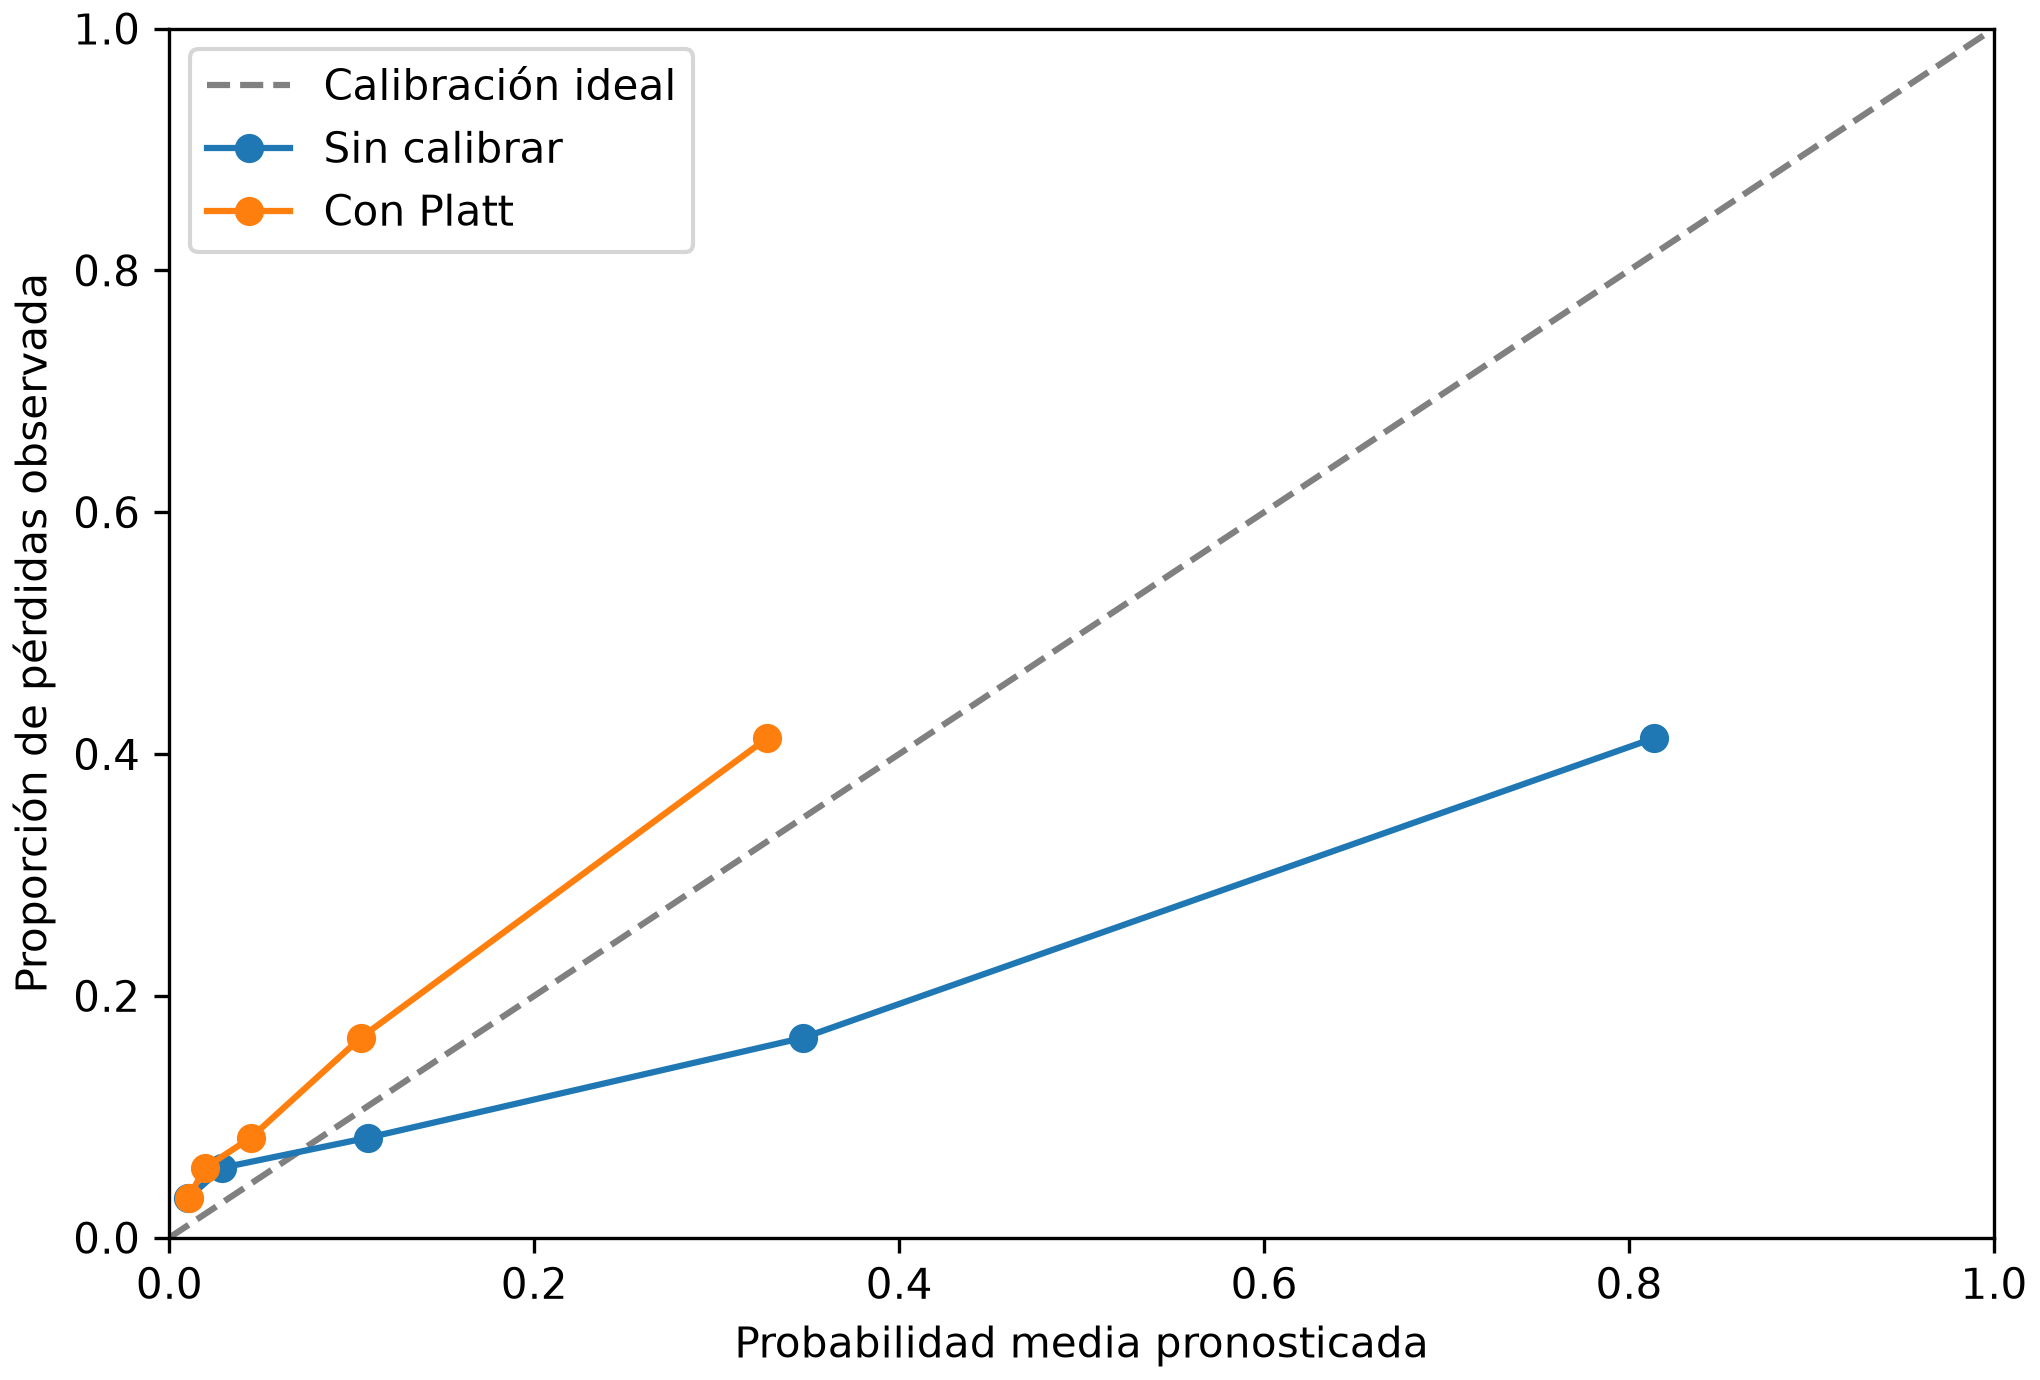 Calibración ideal
Sin calibrar
Con Platt
Proporción de pérdidas observada
1.0
0.8
0.6
0.4
0.2
0.0
0.0 0.2 0.4 0.6 0.8 1.0
Probabilidad media pronosticada